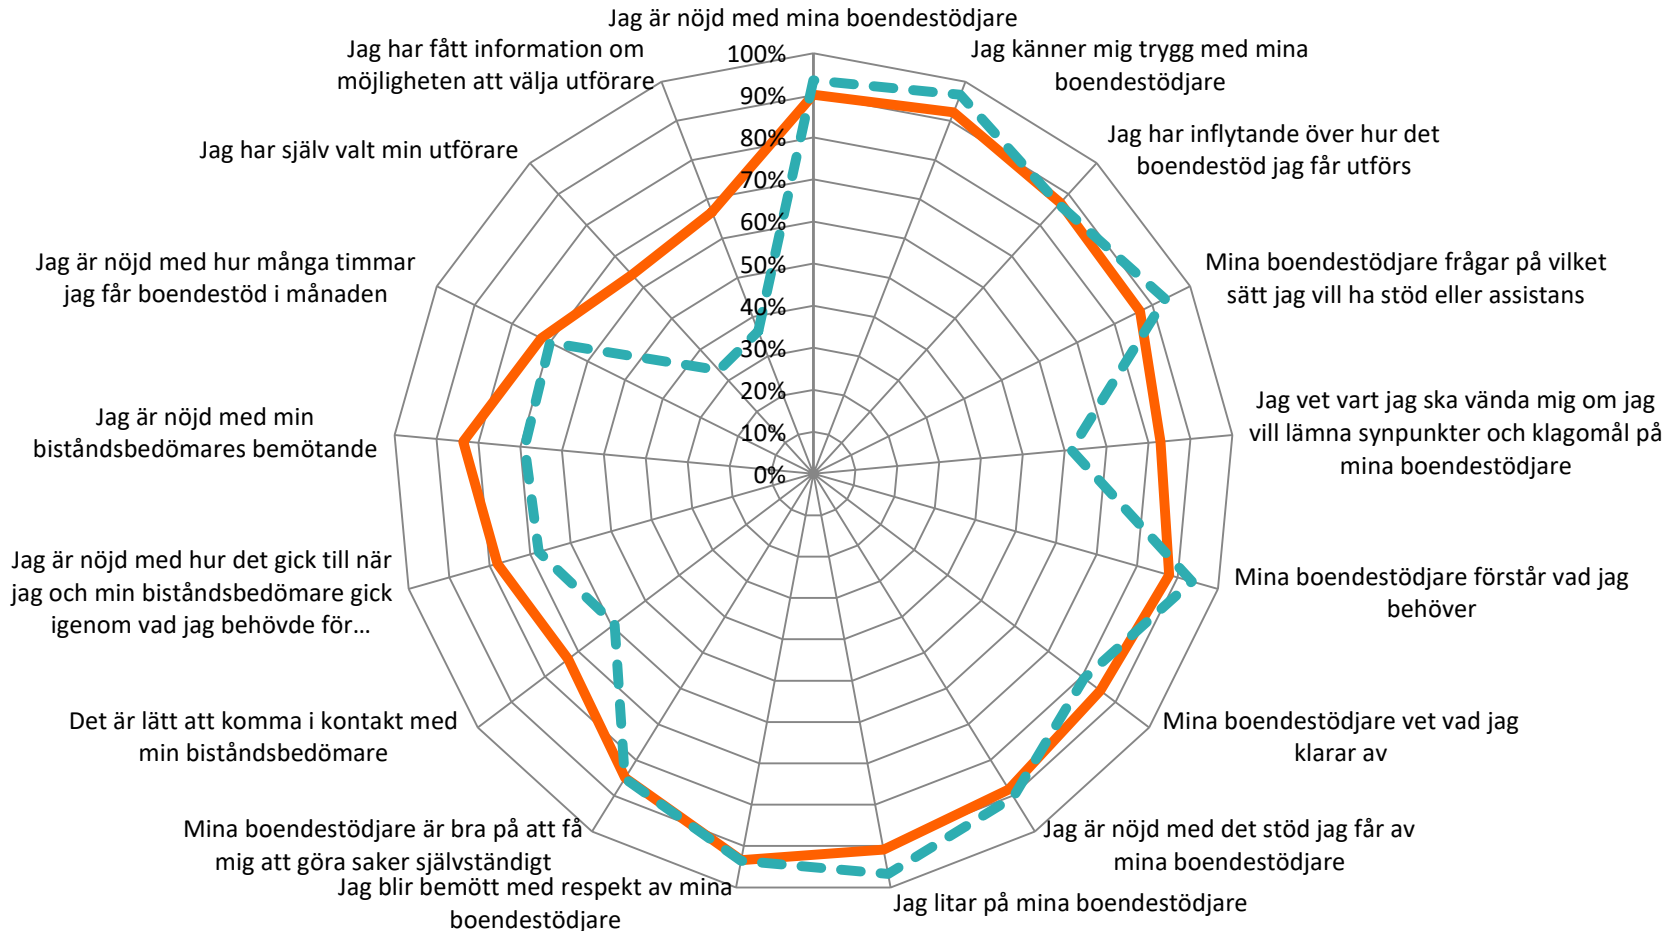 Jag är nöjd med mina boendestödjare
Jag känner mig trygg med mina
boendestödjare
Jag har inflytande över hur det
boendestöd jag får utförs
Mina boendestödjare frågar på vilket
sätt jag vill ha stöd eller assistans
Jag vet vart jag ska vända mig om jag
vill lämna synpunkter och klagomål på
mina boendestödjare
Mina boendestödjare förstår vad jag
behöver
Mina boendestödjare vet vad jag
klarar av
Jag är nöjd med det stöd jag får av
mina boendestödjare
Jag litar på mina boendestödjare
Jag blir bemött med respekt av mina
boendestödjare
Mina boendestödjare är bra på att få
mig att göra saker självständigt
Det är lätt att komma i kontakt med
min biståndsbedömare
Jag är nöjd med hur det gick till när
jag och min biståndsbedömare gick
igenom vad jag behövde för…
Jag är nöjd med min
biståndsbedömares bemötande
Jag är nöjd med hur många timmar
jag får boendestöd i månaden
Jag har själv valt min utförare
Jag har fått information om
möjligheten att välja utförare
100%
90%
80%
70%
60%
50%
40%
30%
20%
10%
0%